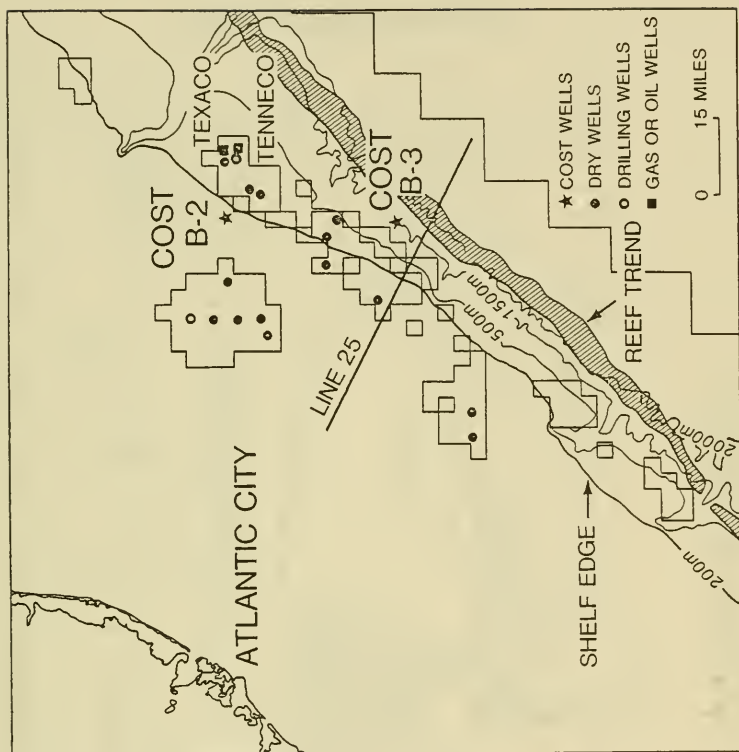 TEXACO
TENNECO
COST
B-2
COST
B-3
ATLANTIC CITY
LINE 25
500m
~1500m
SHELF EDGE
200m
2000m
REEF TREND
COST WELLS
DRY WELLS
DRILLING WELLS
GAS OR OIL WELLS
0 15 MILES